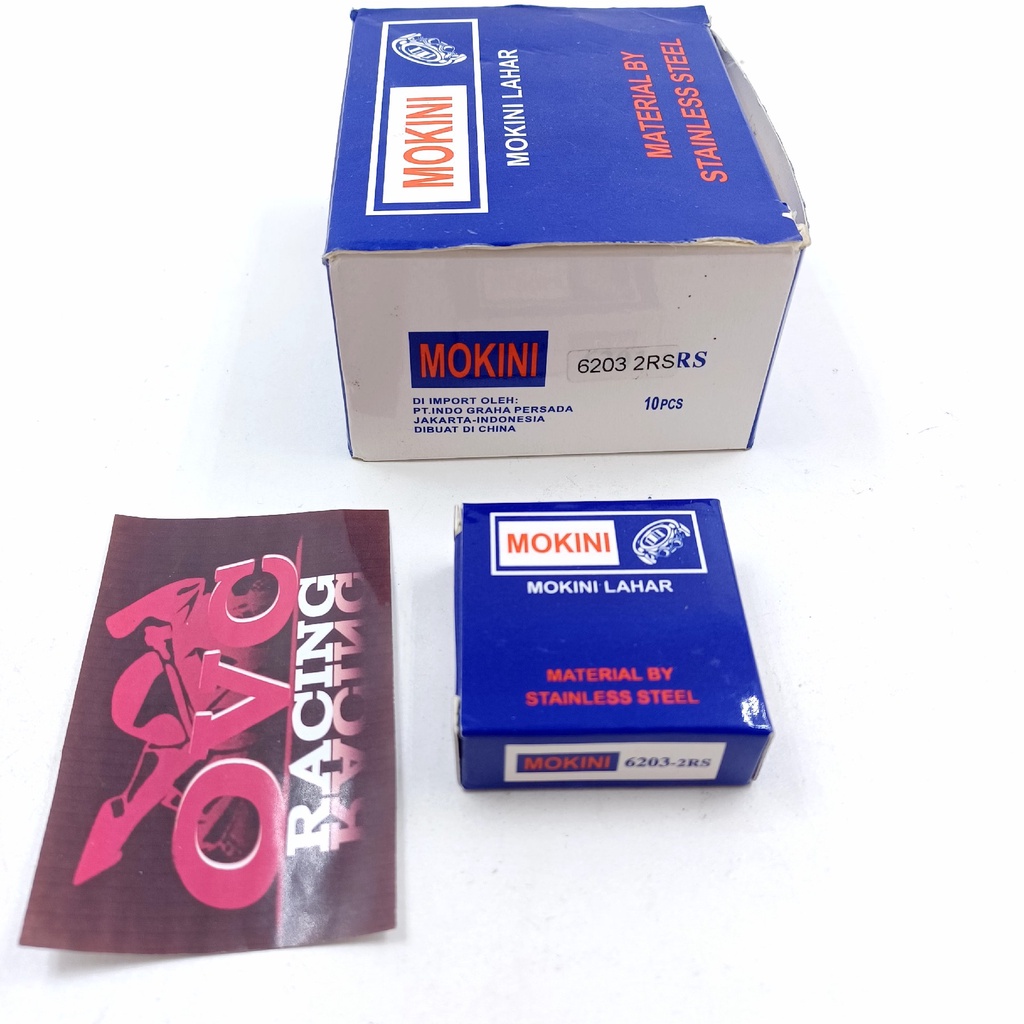 MOKINI
MOKINI LAHAR
MATERIAL BY
STAINLESS STEEL
MOKINI
6203 2RSRS
DI IMPORT OLEH:
PT.INDO GRAHA PERSADA
JAKARTA-INDONESIA
DIBUAT DI CHINA
10PCS
OVC
RACING
RACING
MOKINI
MOKINI LAHAR
MATERIAL BY
STAINLESS STEEL
MOKINI 6203-2RS